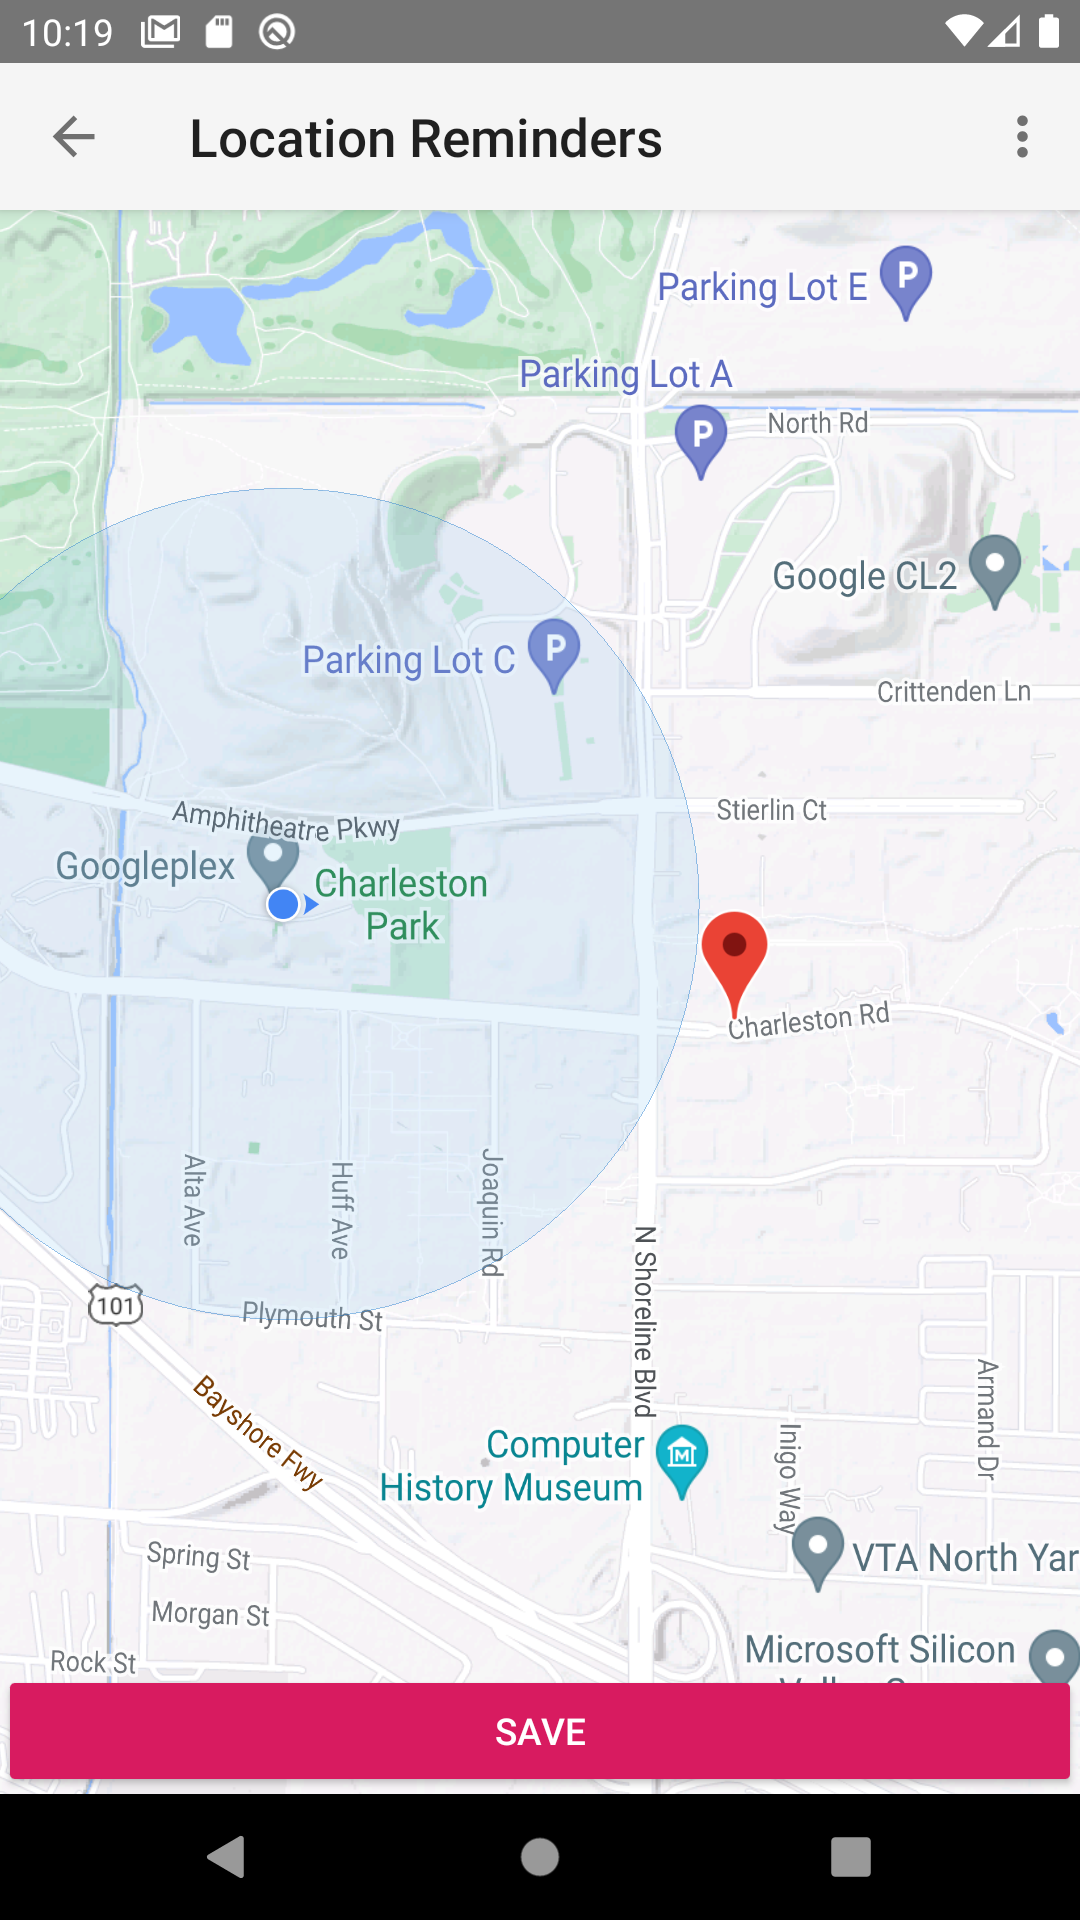 10:19
Location Reminders
Parking Lot E
P
Parking Lot A
P
North Rd
Google CL2
Parking Lot C
P
Crittenden Ln
Stierlin Ct
Amphitheatre Pkwy
Googleplex
Charleston
Park
Charleston Rd
Alta Ave
Huff Ave
Joaquin Rd
N Shoreline Blvd
101
Plymouth St
Bayshore Fwy
Armand Dr
Inigo Way
Computer
History Museum
M
VTA North Yar
Spring St
Morgan St
Rock St
Microsoft Silicon
SAVE